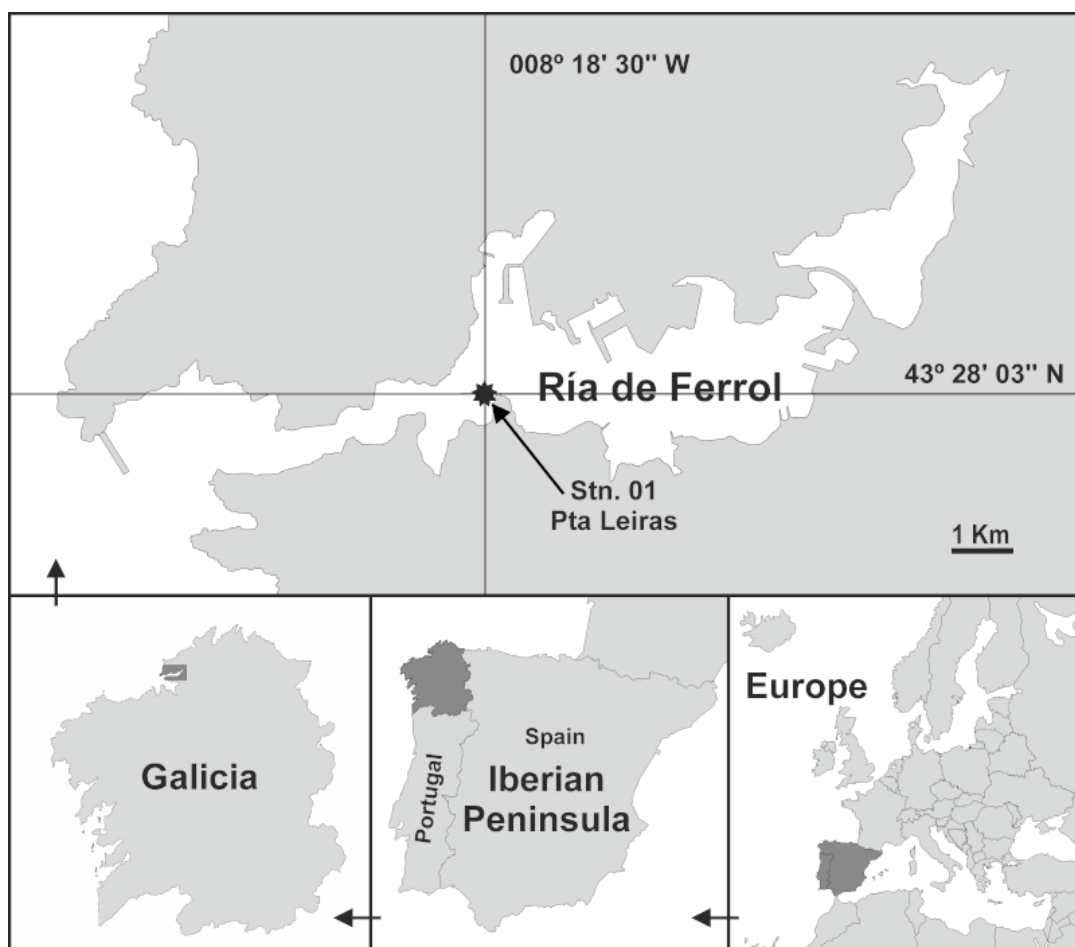 008º 18' 30'' W
43º 28' 03'' N
Ría de Ferrol
Stn. 01
Pta Leiras
1 Km
Galicia
Portugal
Spain
Iberian
Peninsula
Europe